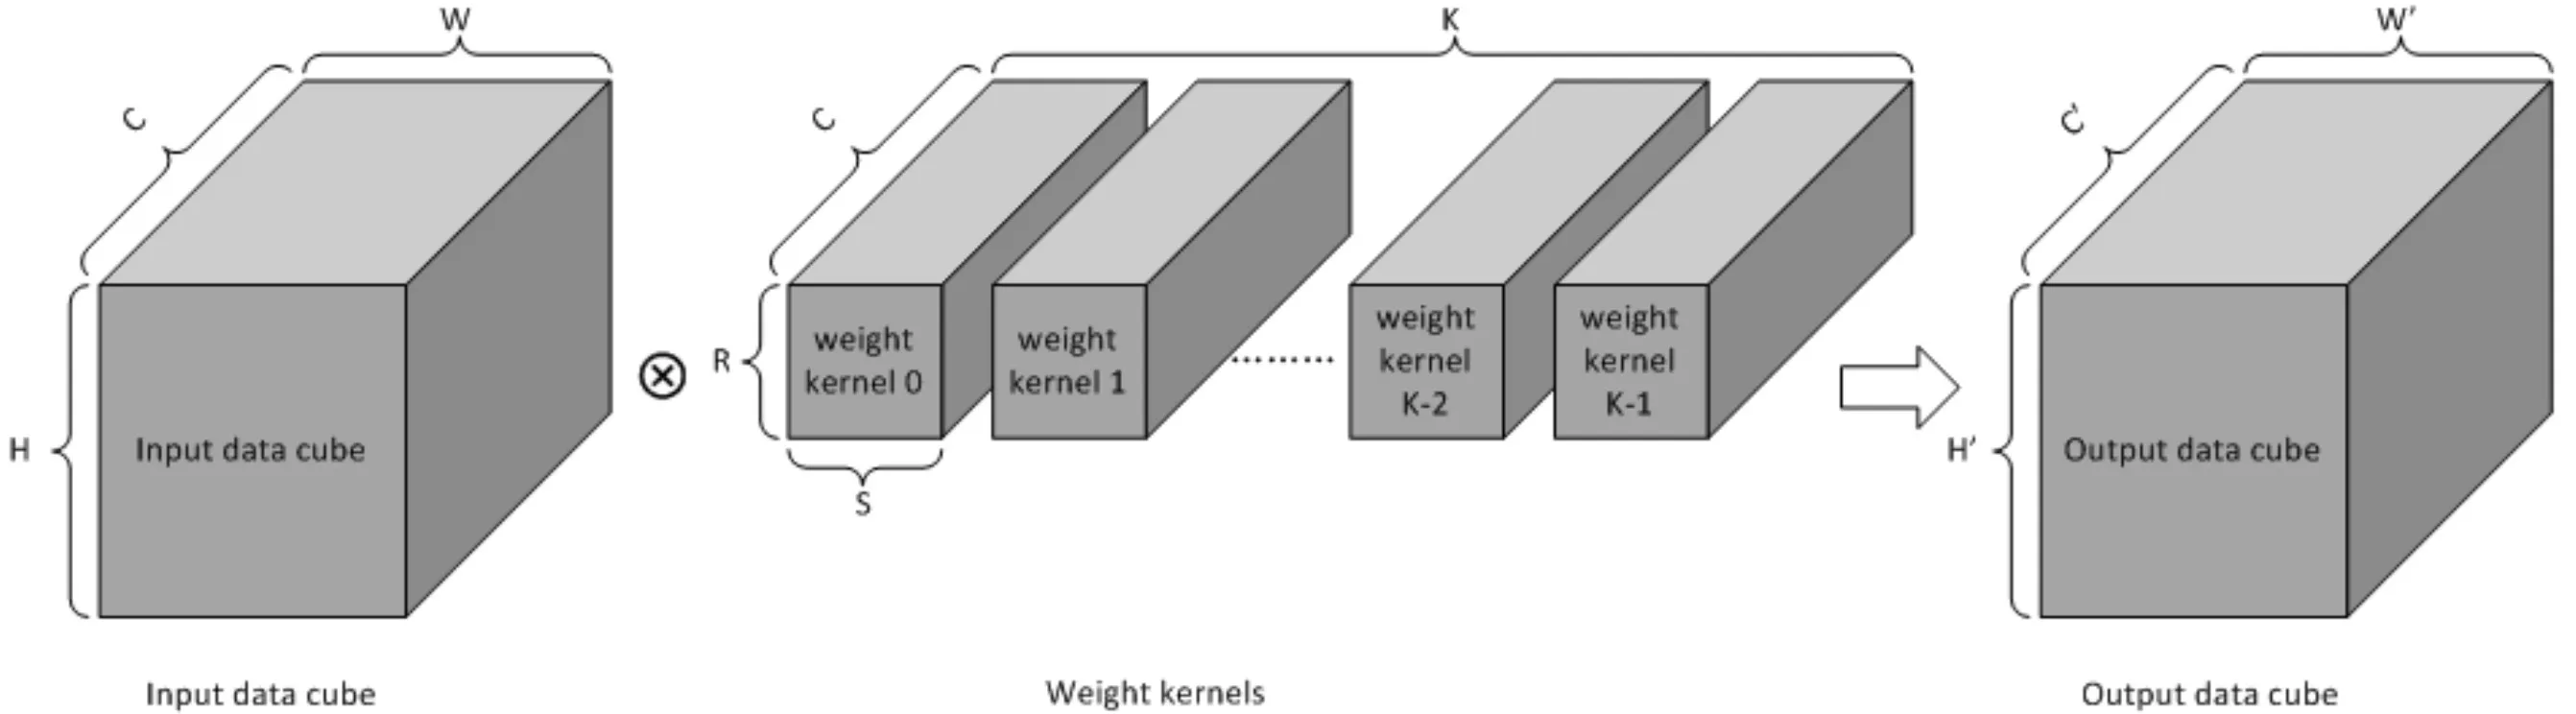 W
K
W’
C
C
C'
weight
kernel 0
weight
kernel 1
weight
kernel
K-2
weight
kernel
K-1
R
H
Input data cube
H’
Output data cube
S
Input data cube
Weight kernels
Output data cube